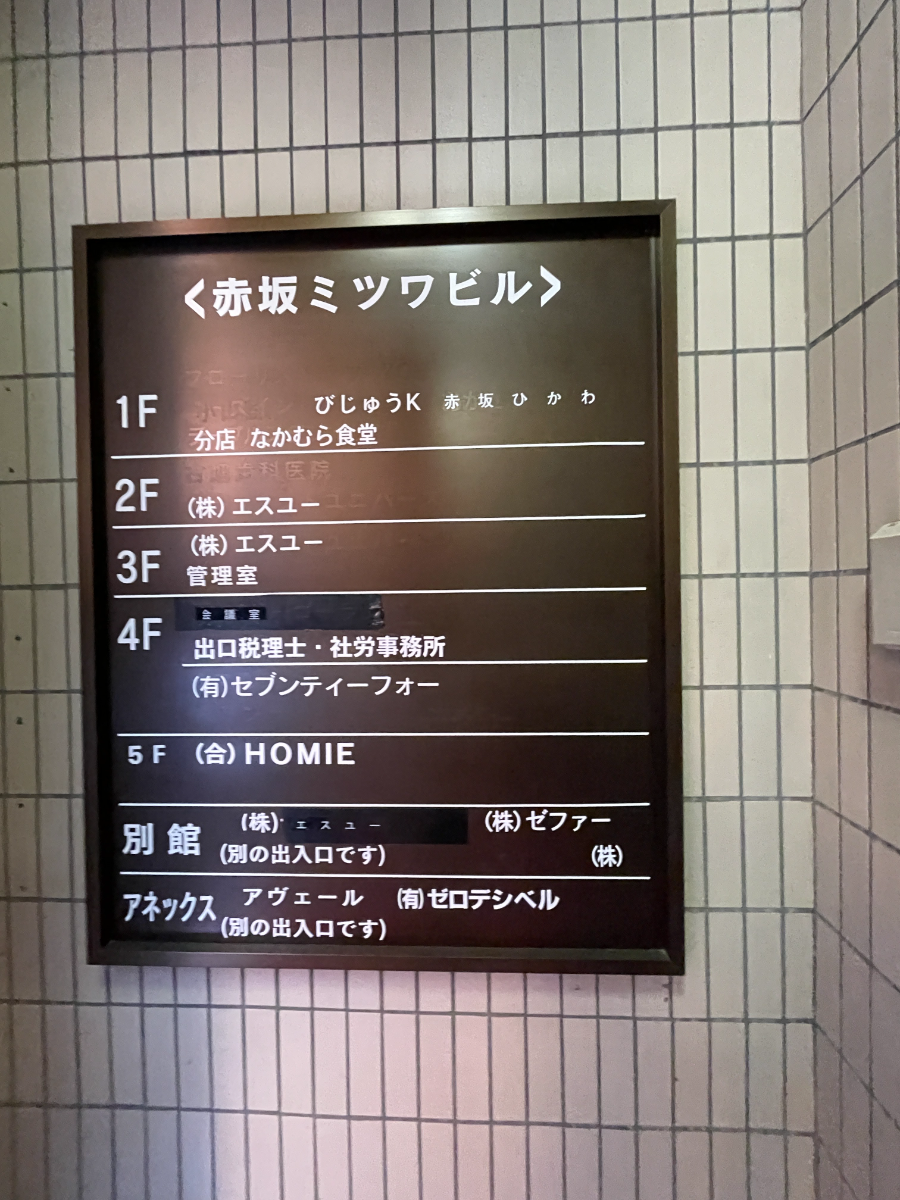 〈赤坂ミツワビル〉
1F びじゅうK 赤坂ひかわ
分店 なかむら食堂
2F (株)エスユー
3F (株)エスユー
管理室
4F 会議室
出口税理士・社労事務所
(有)セブンティーフォー
5F (合)HOMIE
別館 (株) エスユー (株)ゼファー
(別の出入口です) (株)
アネックス アヴェール (有)ゼロデシベル
(別の出入口です)